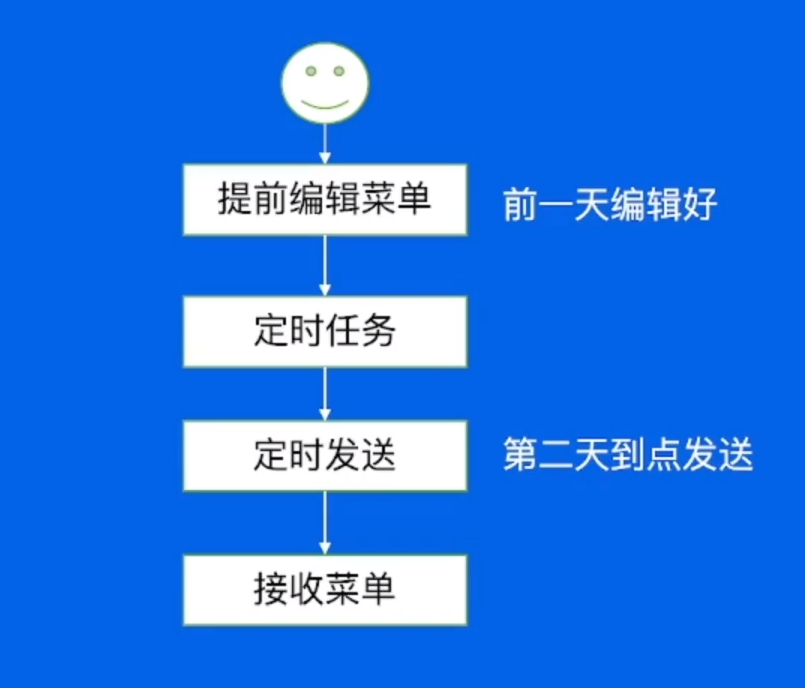 提前编辑菜单
前一天编辑好
定时任务
定时发送
第二天到点发送
接收菜单